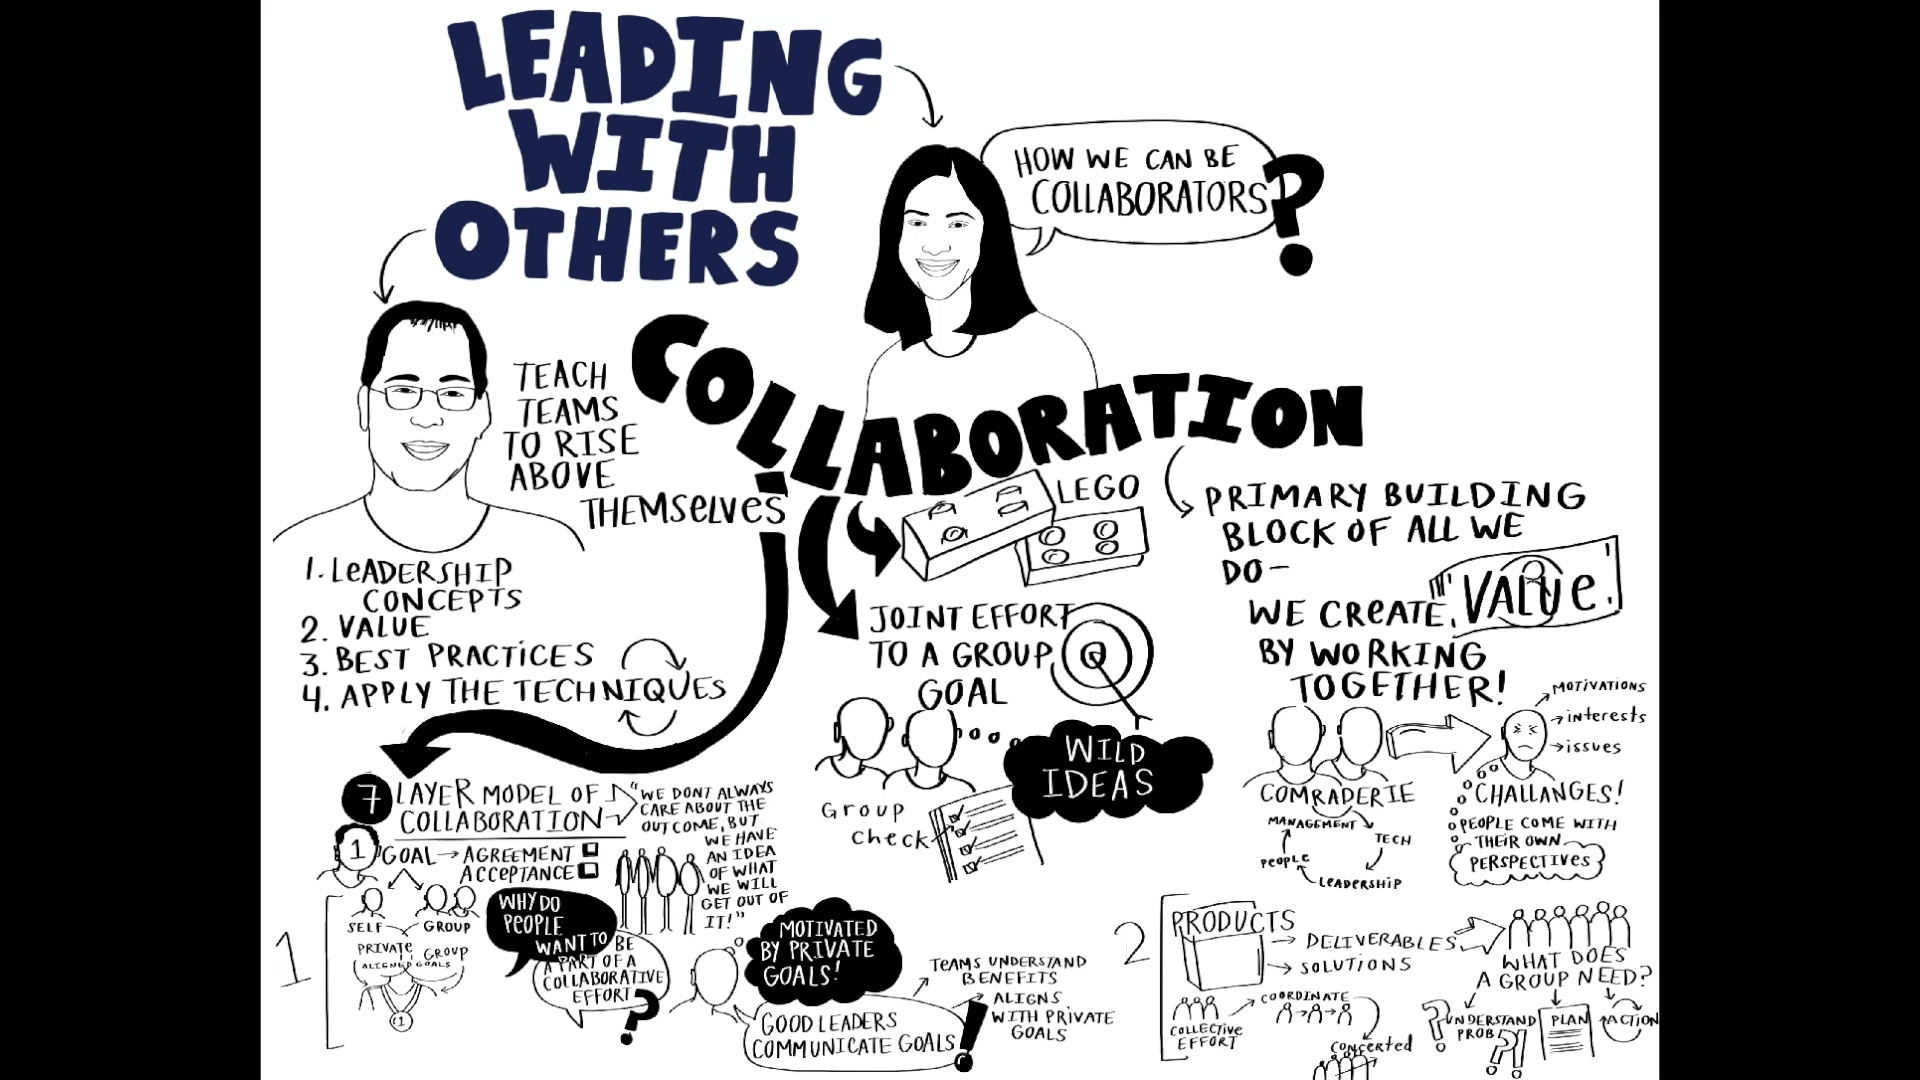 LEADING
WITH
OTHERS
HOW WE CAN BE
COLLABORATORS?
TEACH
TEAMS
TO RISE
ABOVE
THEMSELVES
1. LEADERSHIP
CONCEPTS
2. VALUE
3. BEST PRACTICES
4. APPLY THE TECHNIQUES
COLLABORATION
LEGO
JOINT EFFORT
TO A GROUP
GOAL
WILD
IDEAS
Group
check
PRIMARY BUILDING
BLOCK OF ALL WE
DO-
WE CREATE VALUE
BY WORKING
TOGETHER!
COMRADERIE
MANAGEMENT
TECH
LEADERSHIP
PEOPLE
MOTIVATIONS
interests
issues
CHALLANGES!
PEOPLE COME WITH
THEIR OWN
PERSPECTIVES
7 LAYER MODEL OF
COLLABORATION
"WE DONT ALWAYS
CARE ABOUT THE
OUTCOME, BUT
WE HAVE
AN IDEA
OF WHAT
WE WILL
GET OUT OF
IT!"
1
GOAL → AGREEMENT
ACCEPTANCE
1
SELF GROUP
PRIVATE GROUP
ALIGNED GOALS
1
WHY DO
PEOPLE
WANT TO BE
A PART OF A
COLLABORATIVE
EFFORT?
MOTIVATED
BY PRIVATE
GOALS!
GOOD LEADERS
COMMUNICATE GOALS!
TEAMS UNDERSTAND
BENEFITS
ALIGNS
WITH PRIVATE
GOALS
2
PRODUCTS
DELIVERABLES
SOLUTIONS
COLLECTIVE
EFFORT
COORDINATE
CONCERTED
WHAT DOES
A GROUP NEED?
? UNDERSTAND
PROB
?!
PLAN
ACTION